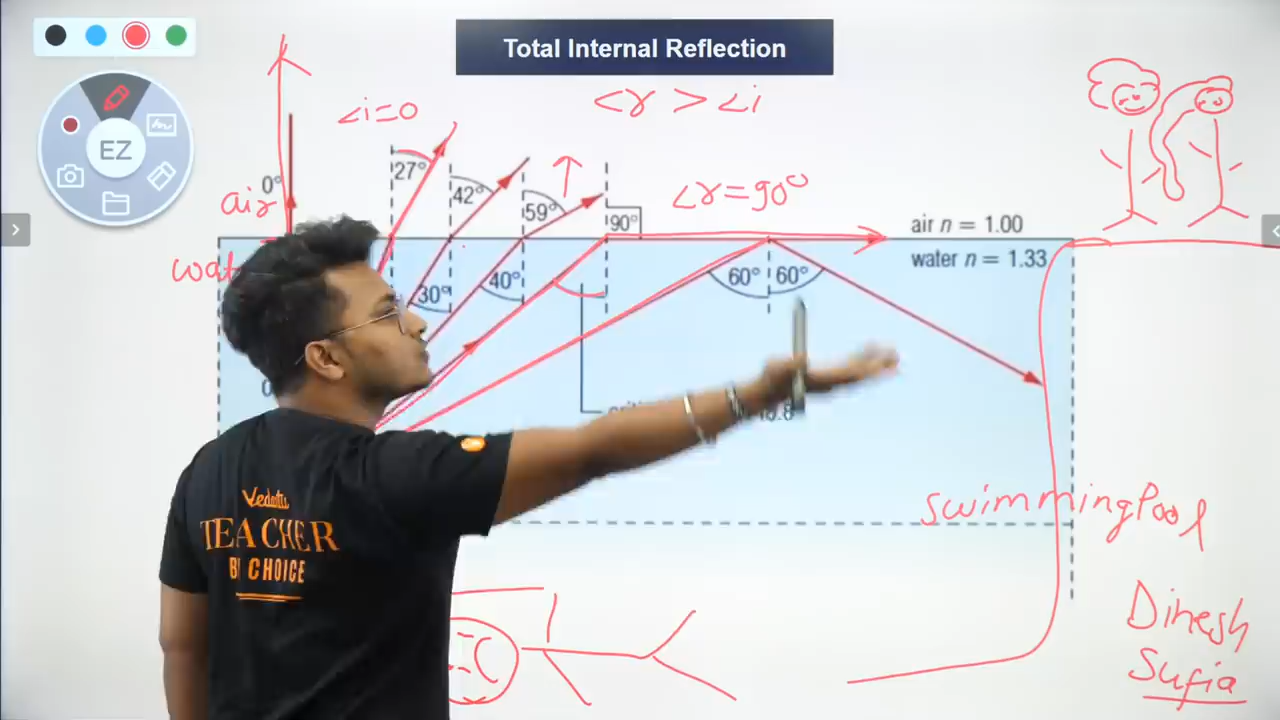 Total Internal Reflection
EZ
∠i=0
<r > ∠i
27°
0°
42°
59°
90°
∠r=90°
air
air n = 1.00
water n = 1.33
30°
40°
60° 60°
Vedantu
TEACHER
BY CHOICE
swimming Pool
Dinesh
Sufia